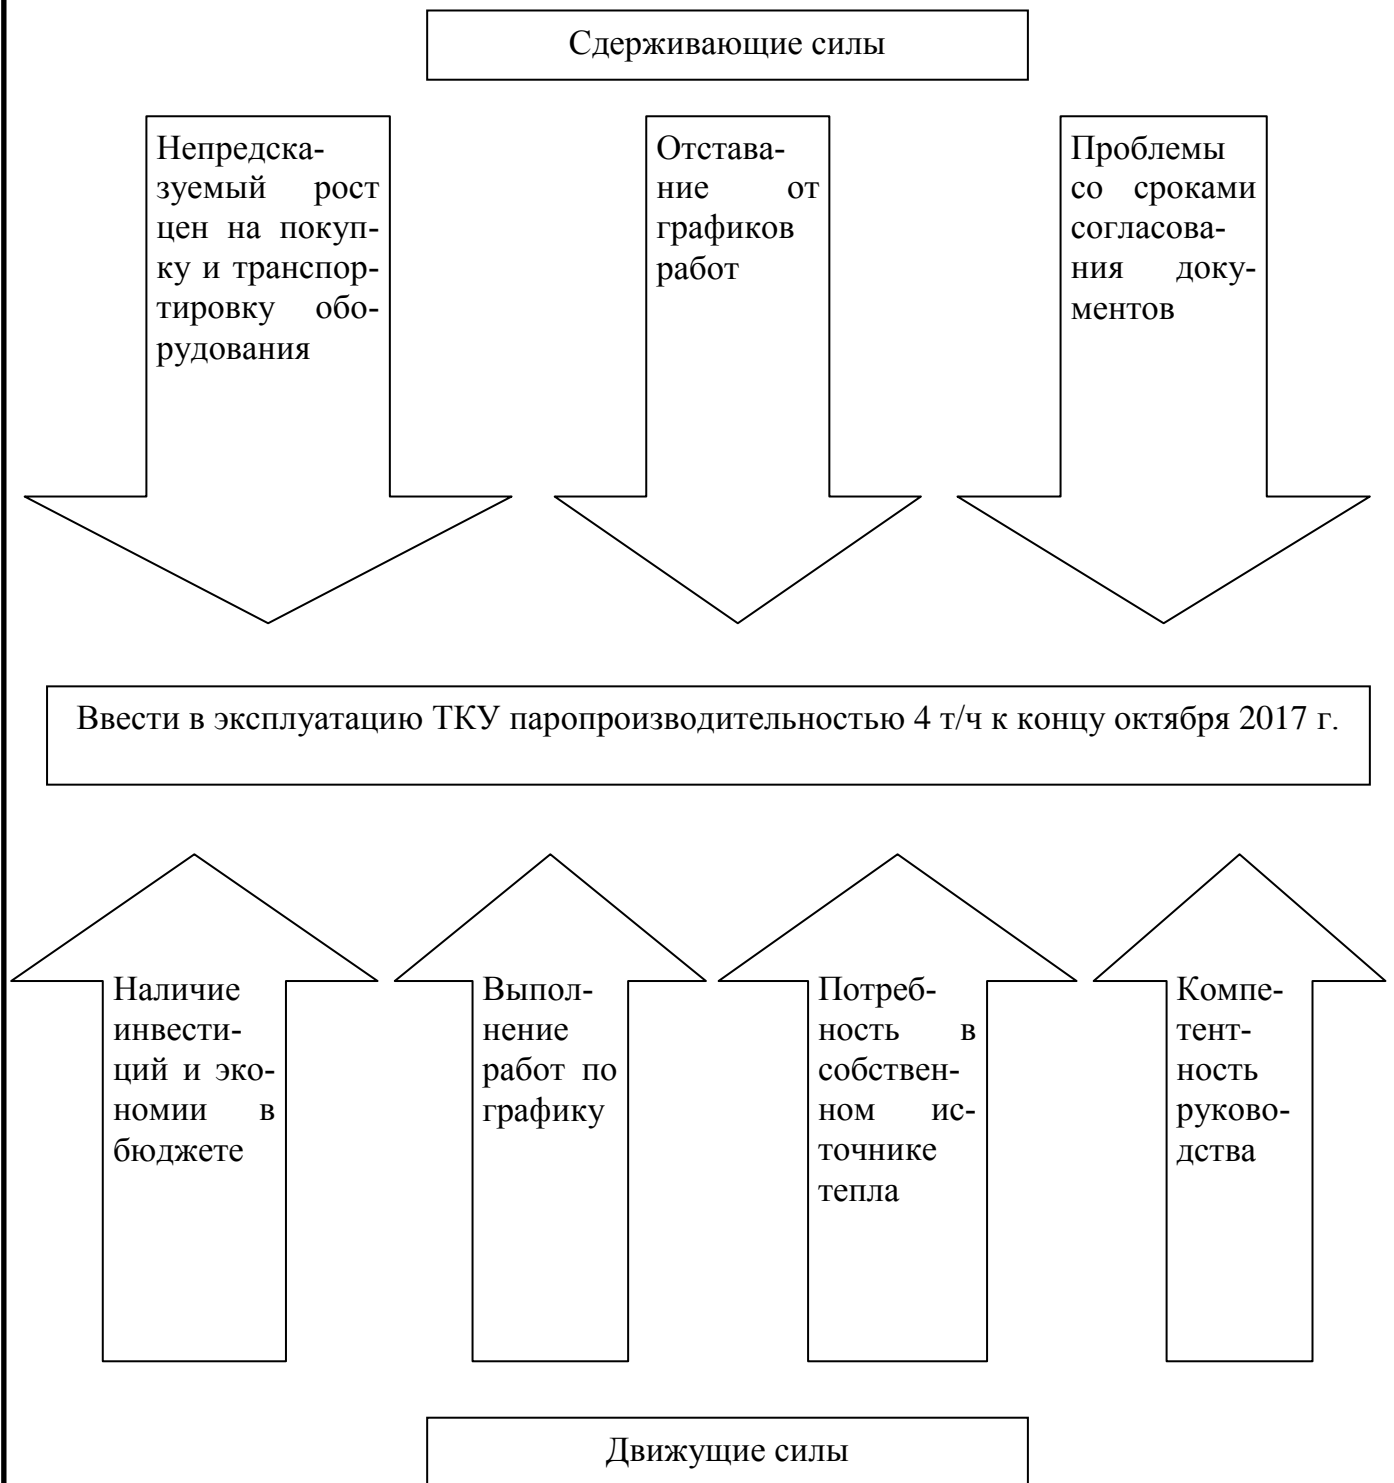 Сдерживающие силы
Непредска-
зуемый рост
цен на покуп-
ку и транспор-
тировку обо-
рудования
Отстава-
ние от
графиков
работ
Проблемы
со сроками
согласова-
ния доку-
ментов
Ввести в эксплуатацию ТКУ паропроизводительностью 4 т/ч к концу октября 2017 г.
Наличие
инвести-
ций и эко-
номии в
бюджете
Выпол-
нение
работ по
графику
Потреб-
ность в
собствен-
ном ис-
точнике
тепла
Компе-
тент-
ность
руково-
дства
Движущие силы